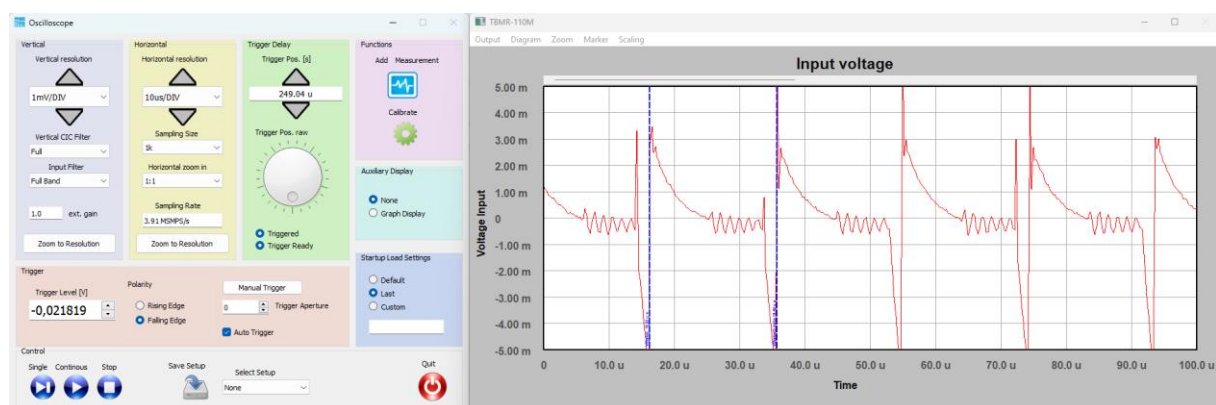 Oscilloscope
Vertical
Vertical resolution
1mV/DIV
Vertical CIC Filter
Full
Input Filter
Full Band
1.0 ext. gain
Zoom to Resolution
Horizontal
Horizontal resolution
10us/DIV
Sampling Size
1k
Horizontal zoom in
1:1
Sampling Rate
3.91 MSMPS/s
Zoom to Resolution
Trigger Delay
Trigger Pos. [s]
249.04 u
Trigger Pos. raw
Triggered
Trigger Ready
Functions
Add Measurement
Calibrate
Auxiliary Display
None
Graph Display
Startup Load Settings
Default
Last
Custom
Trigger
Trigger Level [V]
-0,021819
Polarity
Rising Edge
Falling Edge
Manual Trigger
0 Trigger Aperture
Auto Trigger
Control
Single Continous Stop
Save Setup
Select Setup
None
Quit
TBMR-110M
Output Diagram Zoom Marker Scaling
Input voltage
Voltage Input
5.00 m
4.00 m
3.00 m
2.00 m
1.00 m
0
-1.00 m
-2.00 m
-3.00 m
-4.00 m
-5.00 m
0 10.0 u 20.0 u 30.0 u 40.0 u 50.0 u 60.0 u 70.0 u 80.0 u 90.0 u 100.0 u
Time